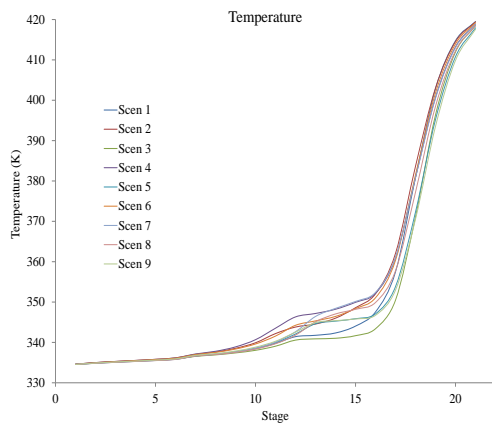 Temperature
420
410
400
390
380
370
360
350
340
330
Temperature (K)
Scen 1
Scen 2
Scen 3
Scen 4
Scen 5
Scen 6
Scen 7
Scen 8
Scen 9
0 5 10 15 20
Stage